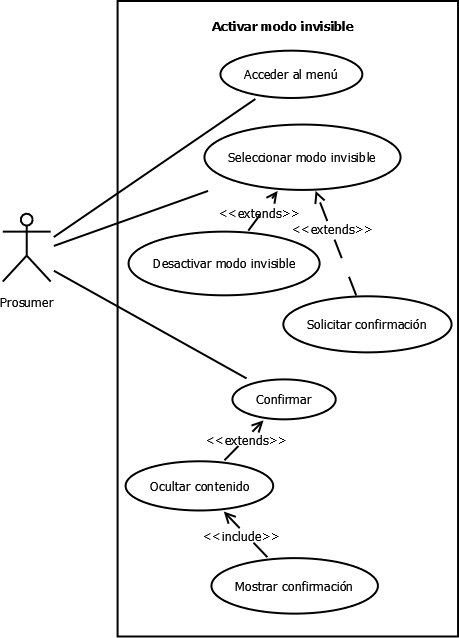 Activar modo invisible
Acceder al menú
Seleccionar modo invisible
<<extends>>
<<extends>>
Desactivar modo invisible
Prosumer
Solicitar confirmación
Confirmar
<<extends>>
Ocultar contenido
<<include>>
Mostrar confirmación